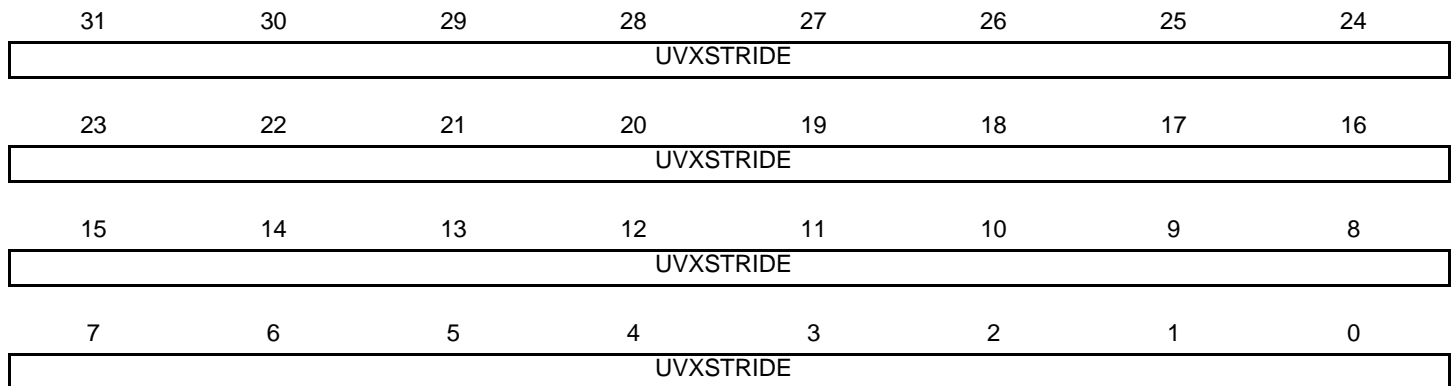 31 30 29 28 27 26 25 24
UVXSTRIDE
23 22 21 20 19 18 17 16
UVXSTRIDE
15 14 13 12 11 10 9 8
UVXSTRIDE
7 6 5 4 3 2 1 0
UVXSTRIDE